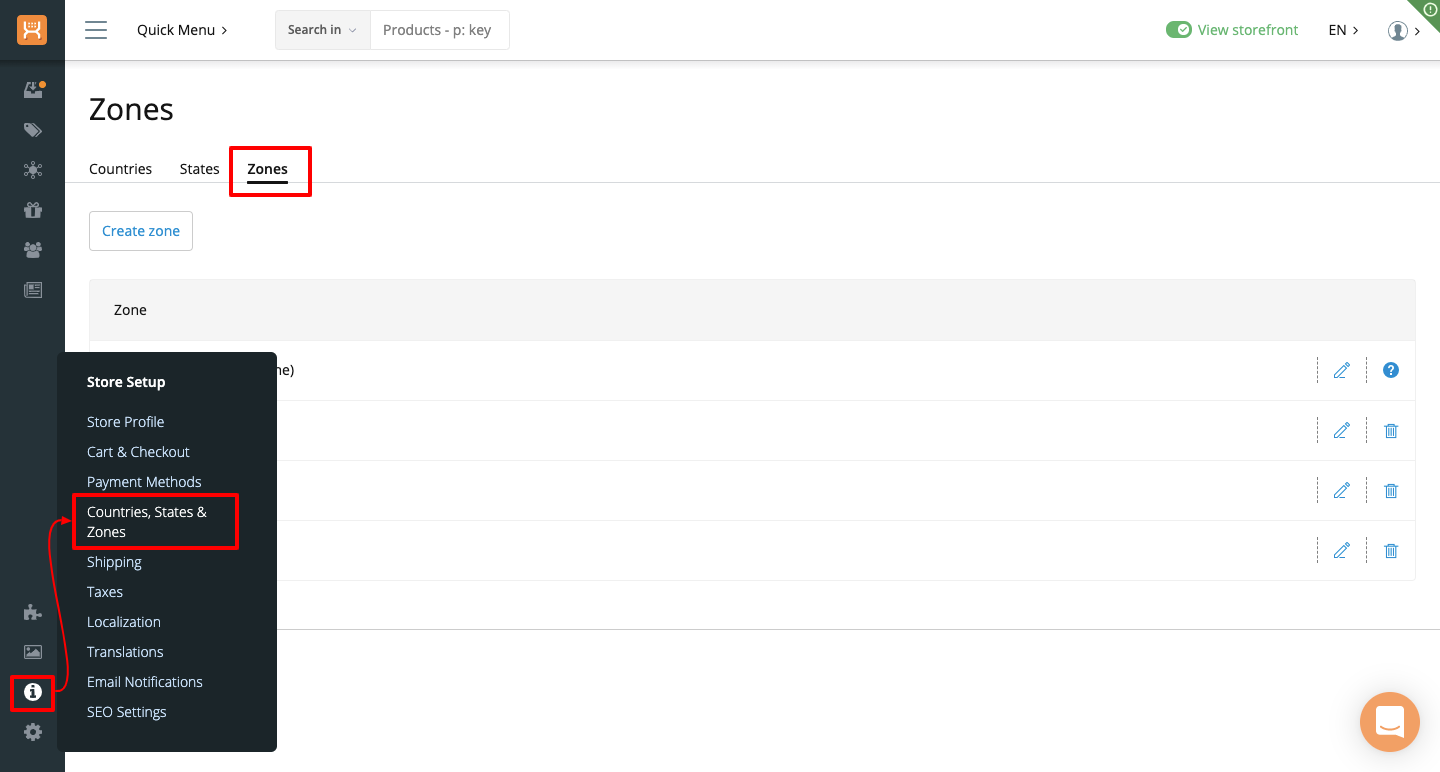 Quick Menu
Search in
Products - p: key
View storefront
EN
Zones
Countries
States
Zones
Create zone
Zone
Store Setup
Store Profile
Cart & Checkout
Payment Methods
Countries, States &
Zones
Shipping
Taxes
Localization
Translations
Email Notifications
SEO Settings